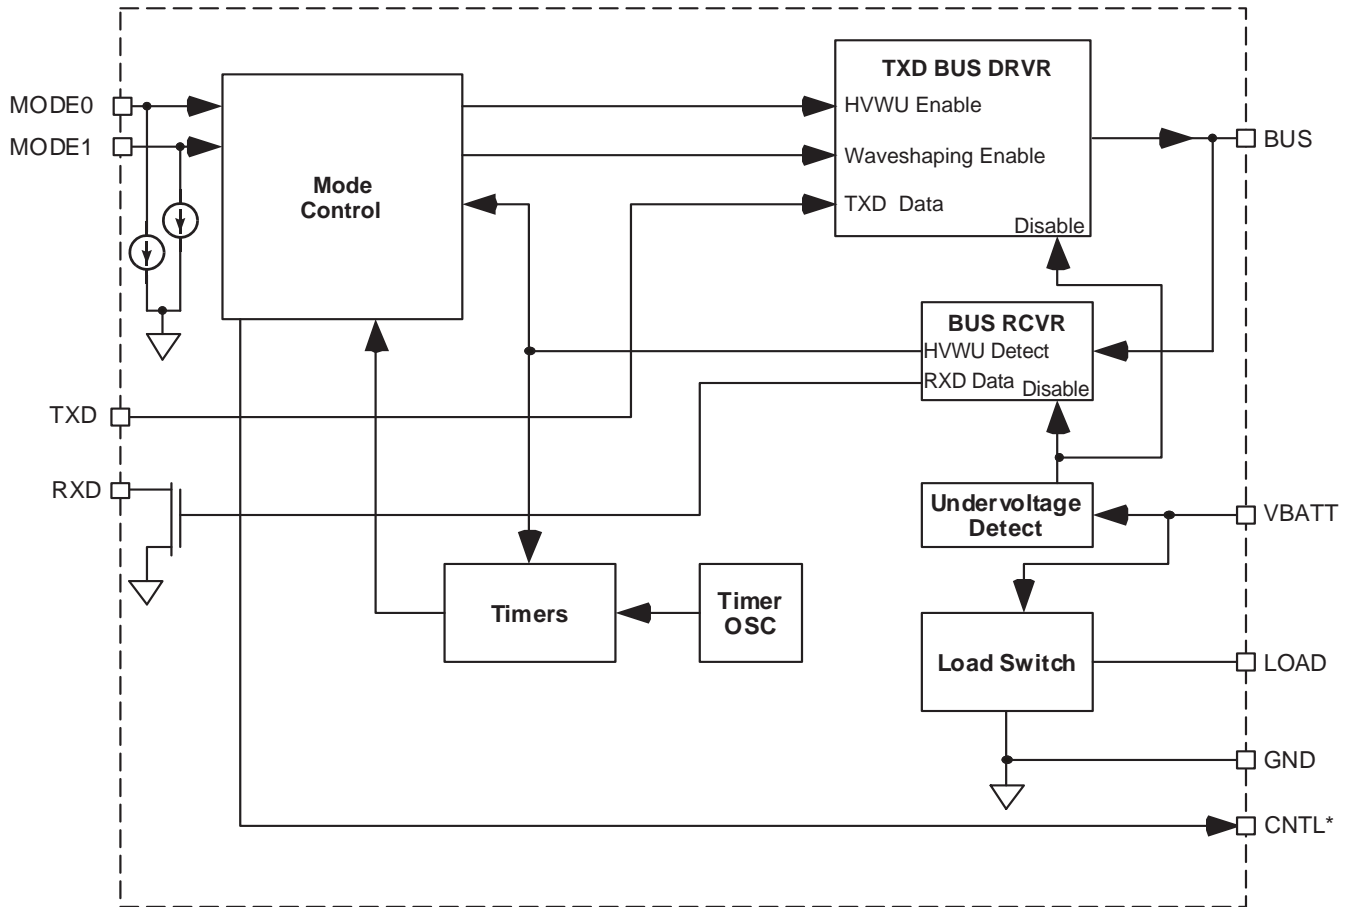 MODE0
MODE1
Mode
Control
TXD BUS DRVR
HVWU Enable
Waveshaping Enable
TXD Data
Disable
BUS
BUS RCVR
HVWU Detect
RXD Data
Disable
TXD
RXD
Undervoltage
Detect
VBATT
Timers
Timer
OSC
Load Switch
LOAD
GND
CNTL*